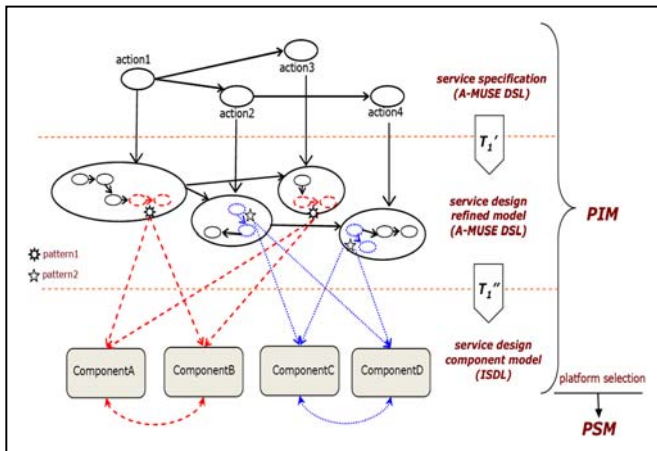 action1
action3
action2
action4
service specification
(A-MUSE DSL)
T₁'
service design
refined model
(A-MUSE DSL)
PIM
pattern1
pattern2
T₁''
service design
component model
(ISDL)
ComponentA
ComponentB
ComponentC
ComponentD
platform selection
PSM